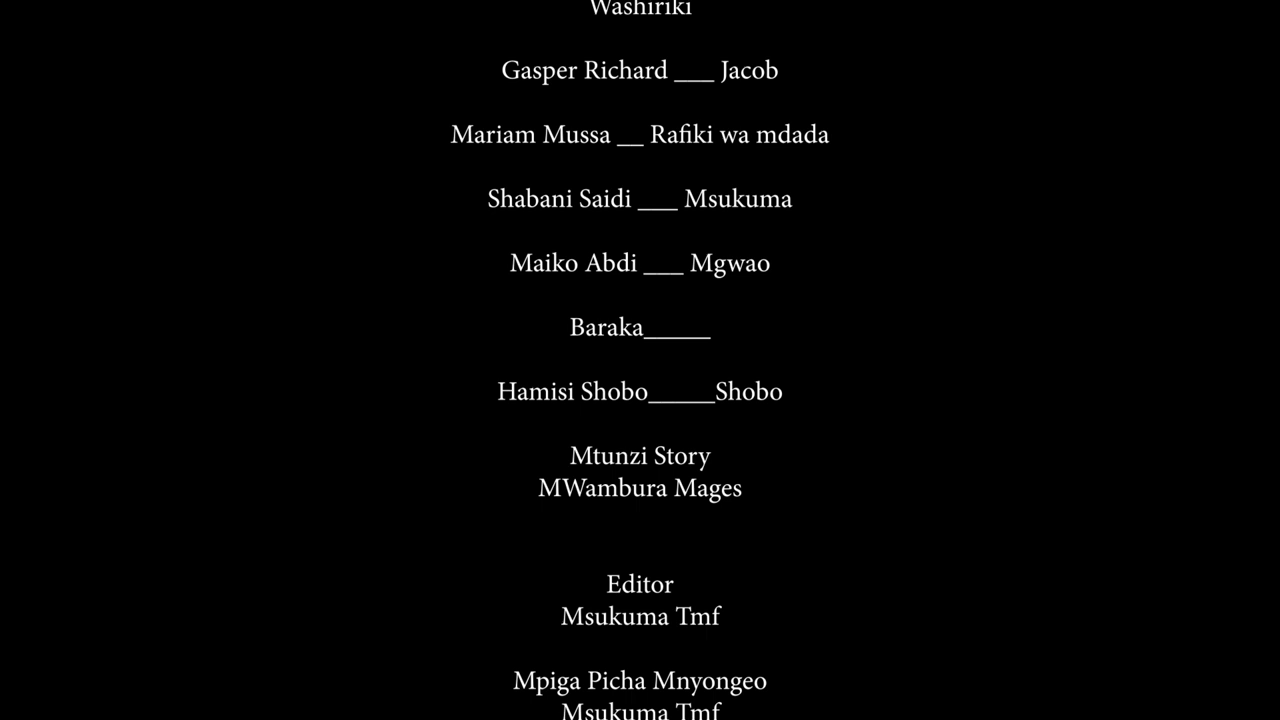 Washiriki
Gasper Richard ___ Jacob
Mariam Mussa __ Rafiki wa mdada
Shabani Saidi ___ Msukuma
Maiko Abdi ___ Mgwao
Baraka_____
Hamisi Shobo_____Shobo
Mtunzi Story
MWambura Mages
Editor
Msukuma Tmf
Mpiga Picha Mnyongeo
Msukuma Tmf